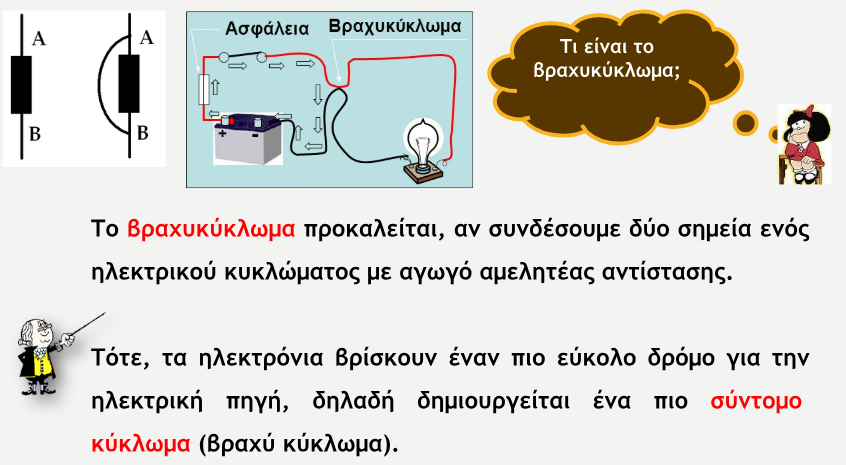 A
B
A
B
Ασφάλεια
Βραχυκύκλωμα
+
-
Τι είναι το
βραχυκύκλωμα;
Το βραχυκύκλωμα προκαλείται, αν συνδέσουμε δύο σημεία ενός
ηλεκτρικού κυκλώματος με αγωγό αμελητέας αντίστασης.
Τότε, τα ηλεκτρόνια βρίσκουν έναν πιο εύκολο δρόμο για την
ηλεκτρική πηγή, δηλαδή δημιουργείται ένα πιο σύντομο
κύκλωμα (βραχύ κύκλωμα).